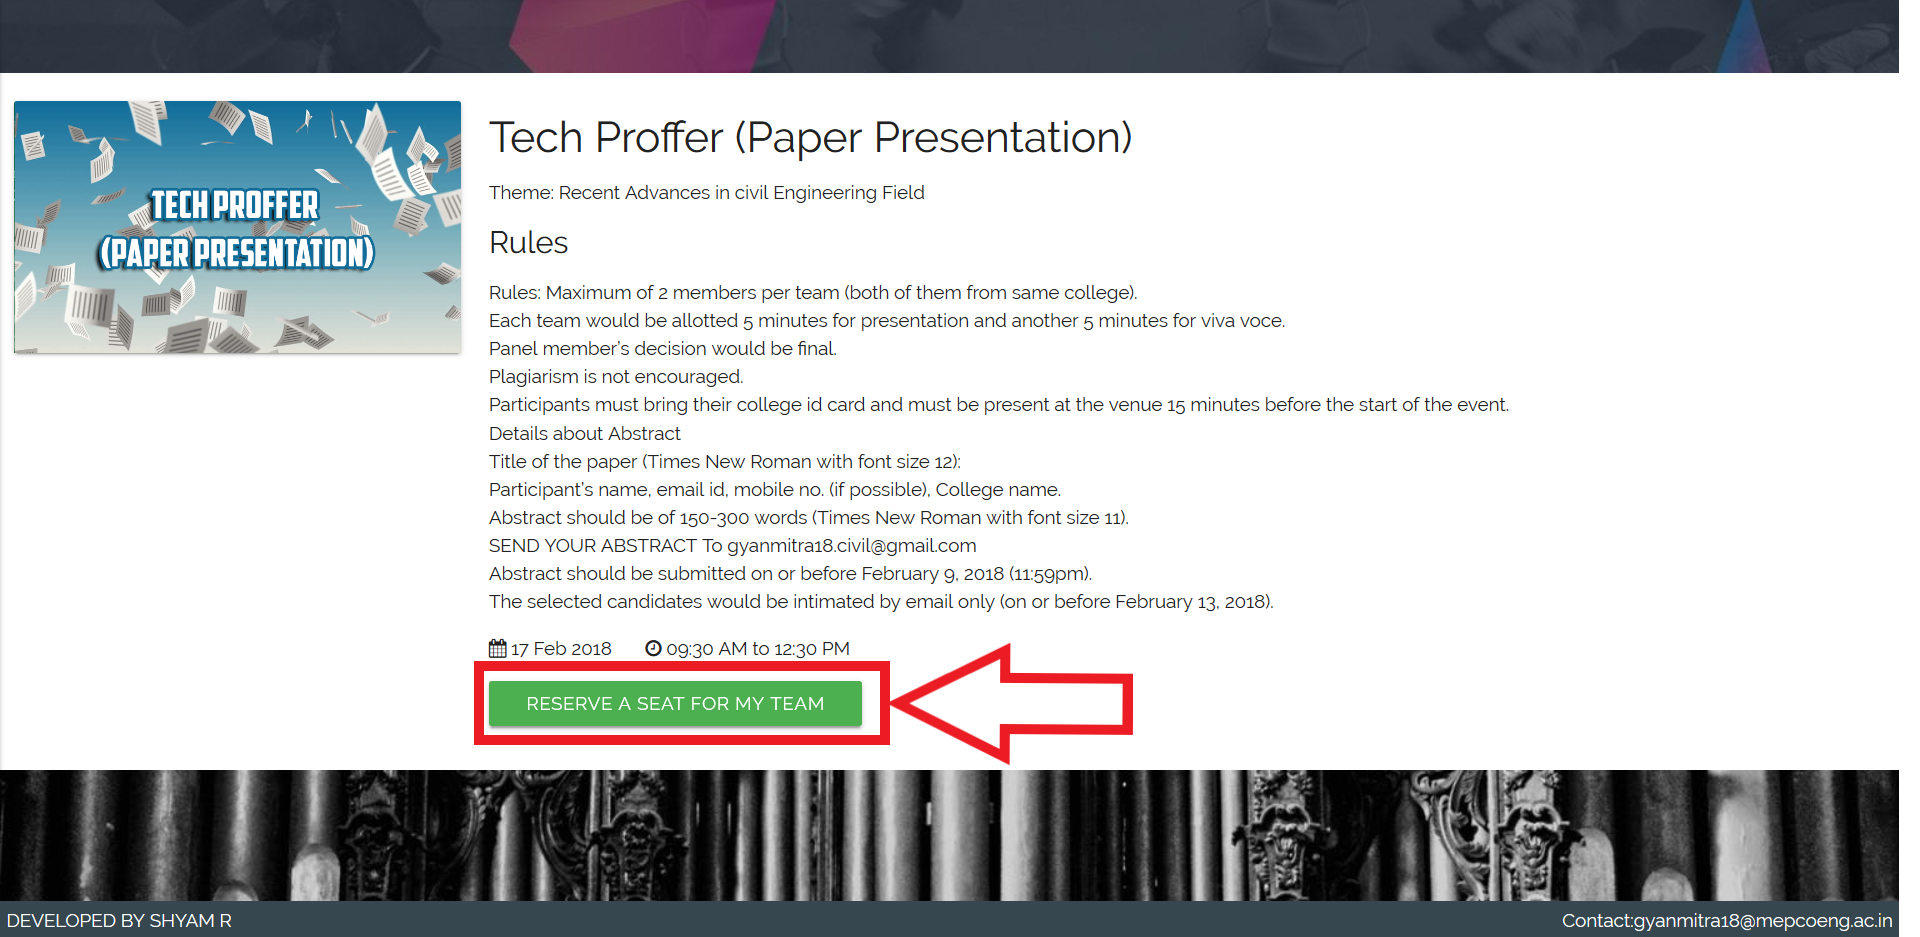 TECH PROFFER
(PAPER PRESENTATION)
Tech Proffer (Paper Presentation)
Theme: Recent Advances in civil Engineering Field
Rules
Rules: Maximum of 2 members per team (both of them from same college).
Each team would be allotted 5 minutes for presentation and another 5 minutes for viva voce.
Panel member's decision would be final.
Plagiarism is not encouraged.
Participants must bring their college id card and must be present at the venue 15 minutes before the start of the event.
Details about Abstract
Title of the paper (Times New Roman with font size 12):
Participant's name, email id, mobile no. (if possible), College name.
Abstract should be of 150-300 words (Times New Roman with font size 11).
SEND YOUR ABSTRACT To gyanmitra18.civil@gmail.com
Abstract should be submitted on or before February 9, 2018 (11:59pm).
The selected candidates would be intimated by email only (on or before February 13, 2018).
17 Feb 2018 09:30 AM to 12:30 PM
RESERVE A SEAT FOR MY TEAM
DEVELOPED BY SHYAM R
Contact:gyanmitra18@mepcoeng.ac.in